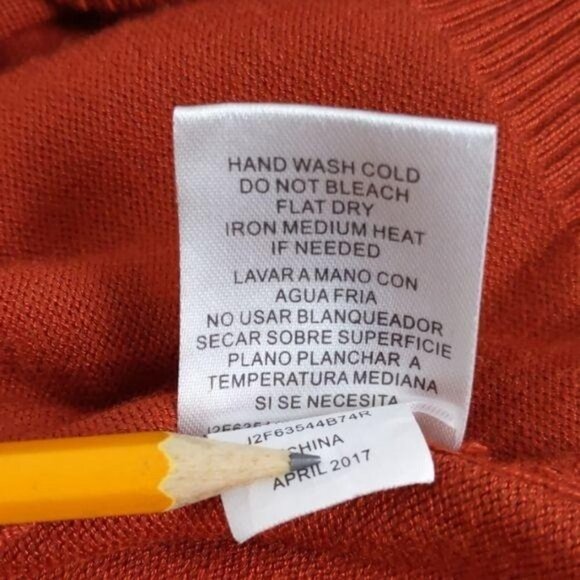 HAND WASH COLD
DO NOT BLEACH
FLAT DRY
IRON MEDIUM HEAT
IF NEEDED
LAVAR A MANO CON
AGUA FRIA
NO USAR BLANQUEADOR
SECAR SOBRE SUPERFICIE
PLANO PLANCHAR A
TEMPERATURA MEDIANA
SI SE NECESITA
J2F63544B74R
CHINA
APRIL 2017